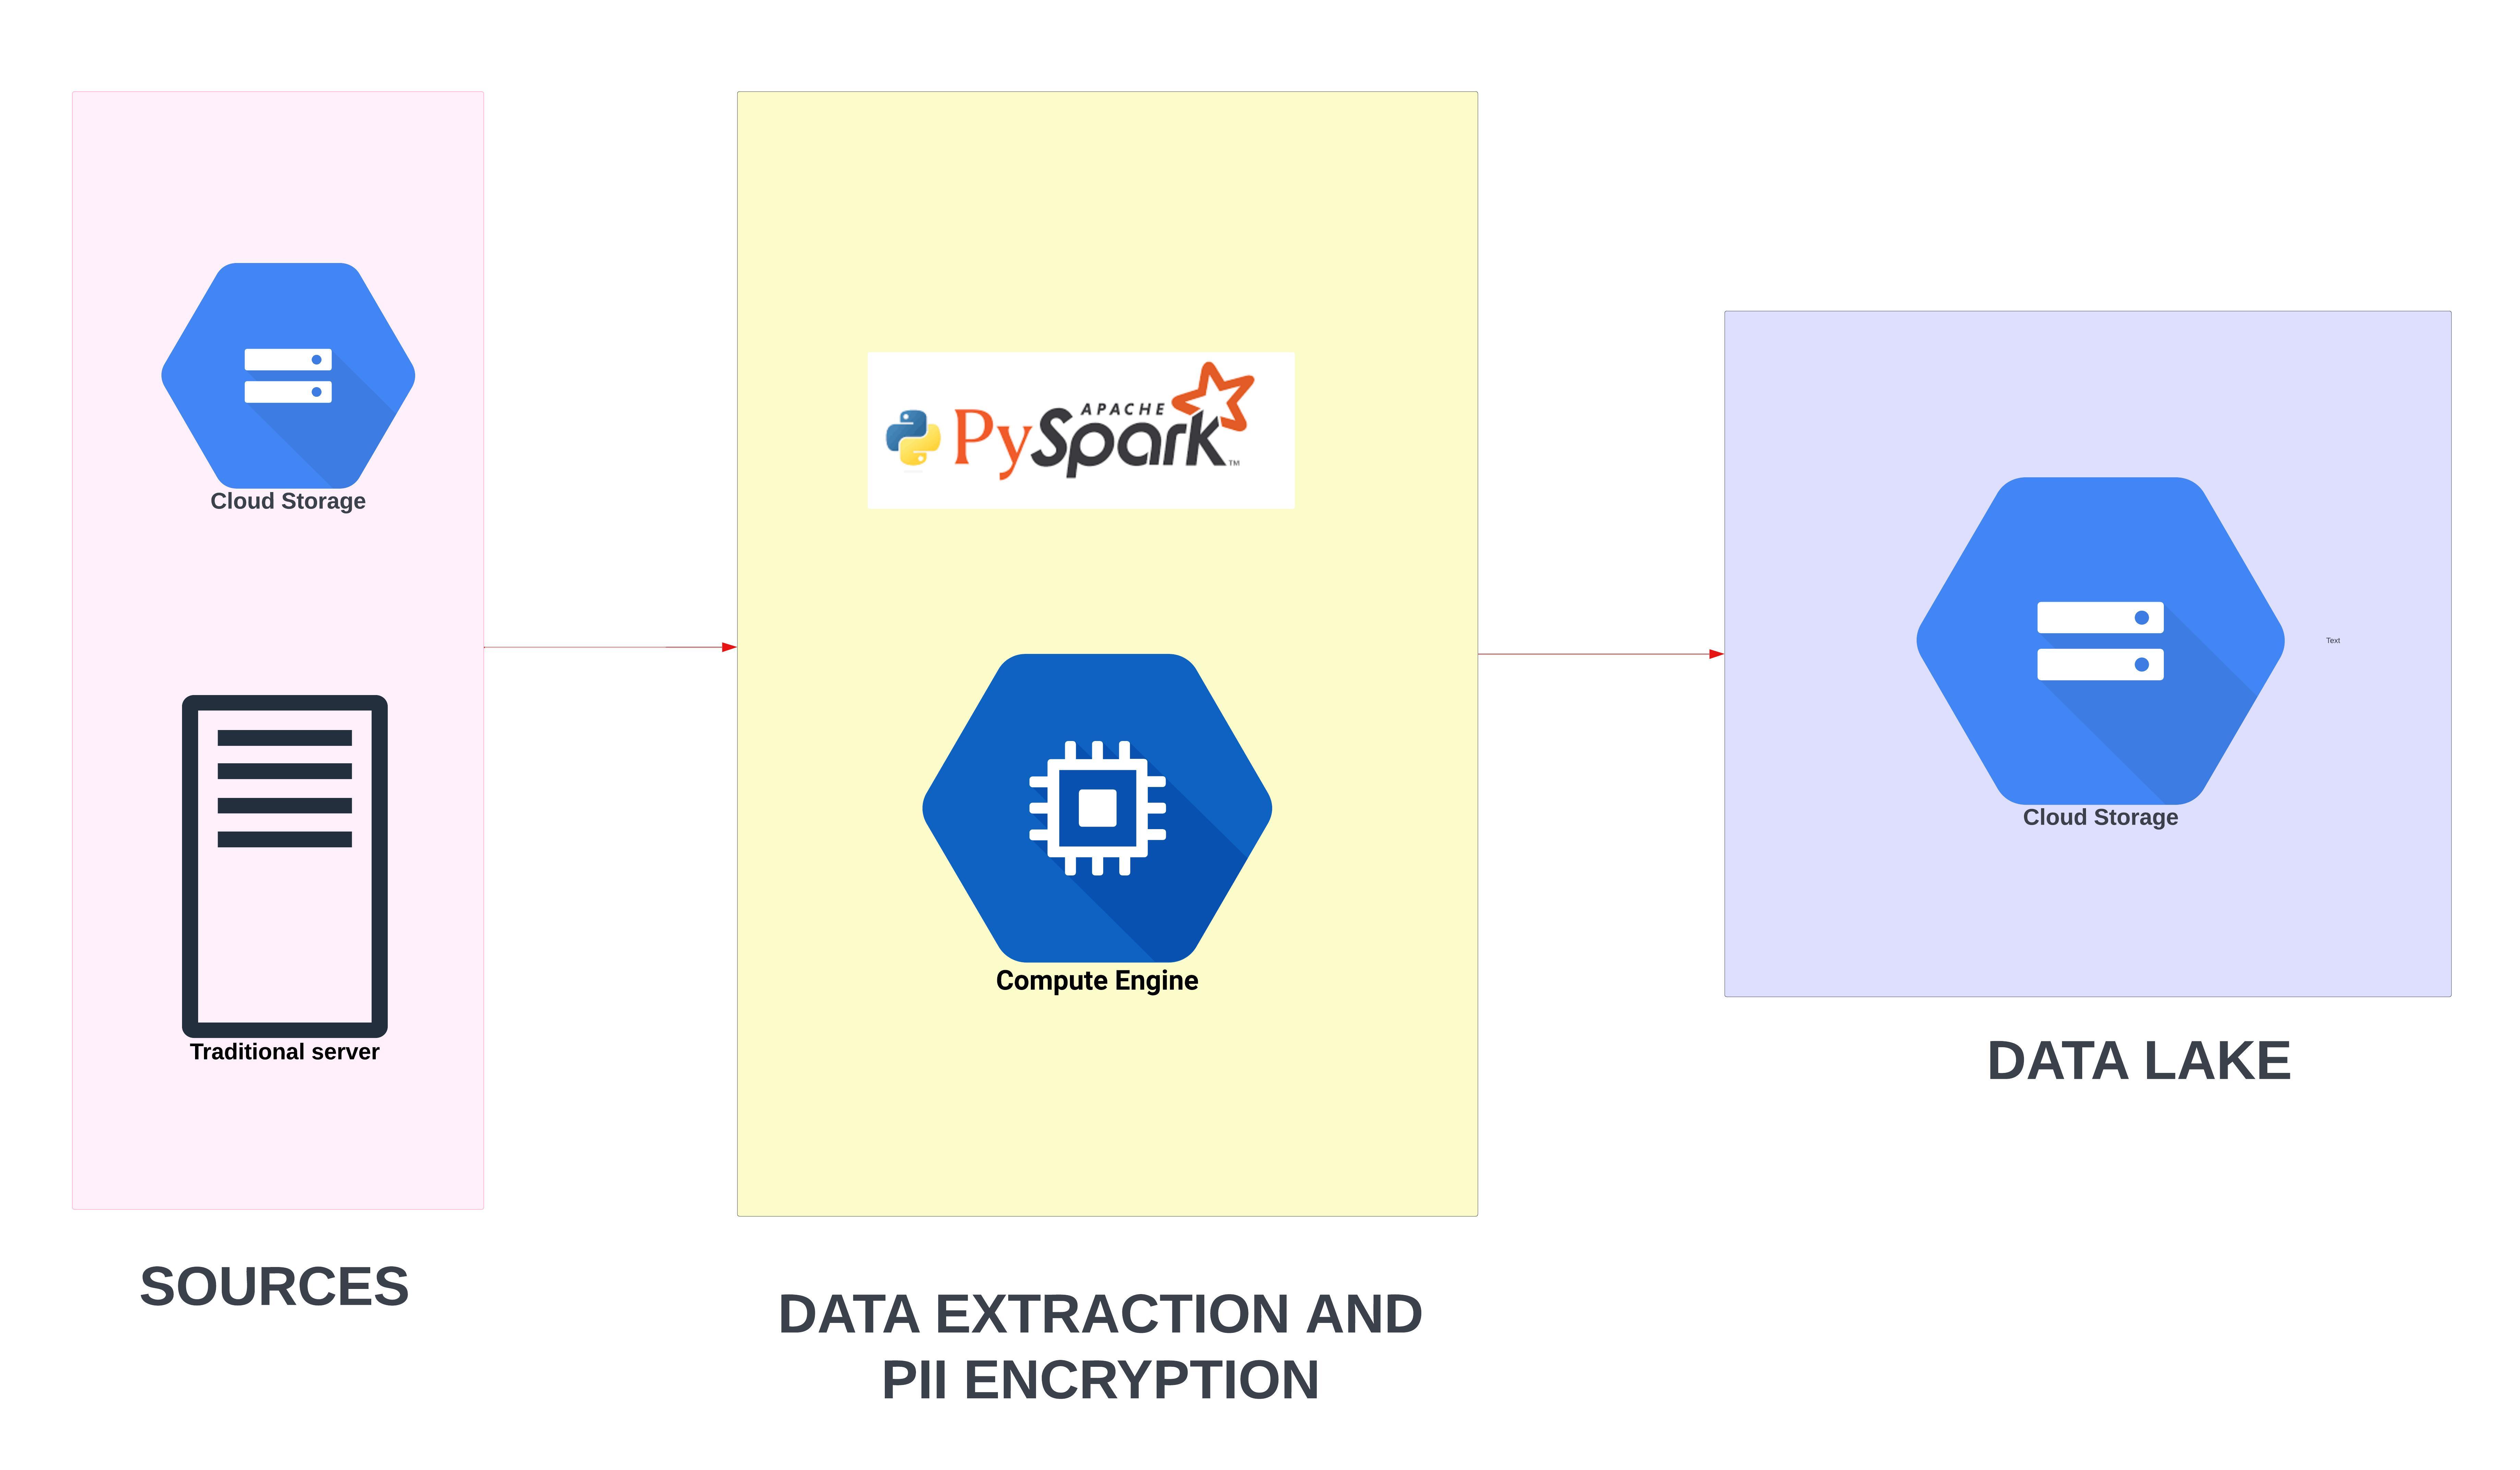 Cloud Storage
Traditional server
SOURCES
APACHE
PySpark™
Compute Engine
DATA EXTRACTION AND
PII ENCRYPTION
Text
Cloud Storage
DATA LAKE